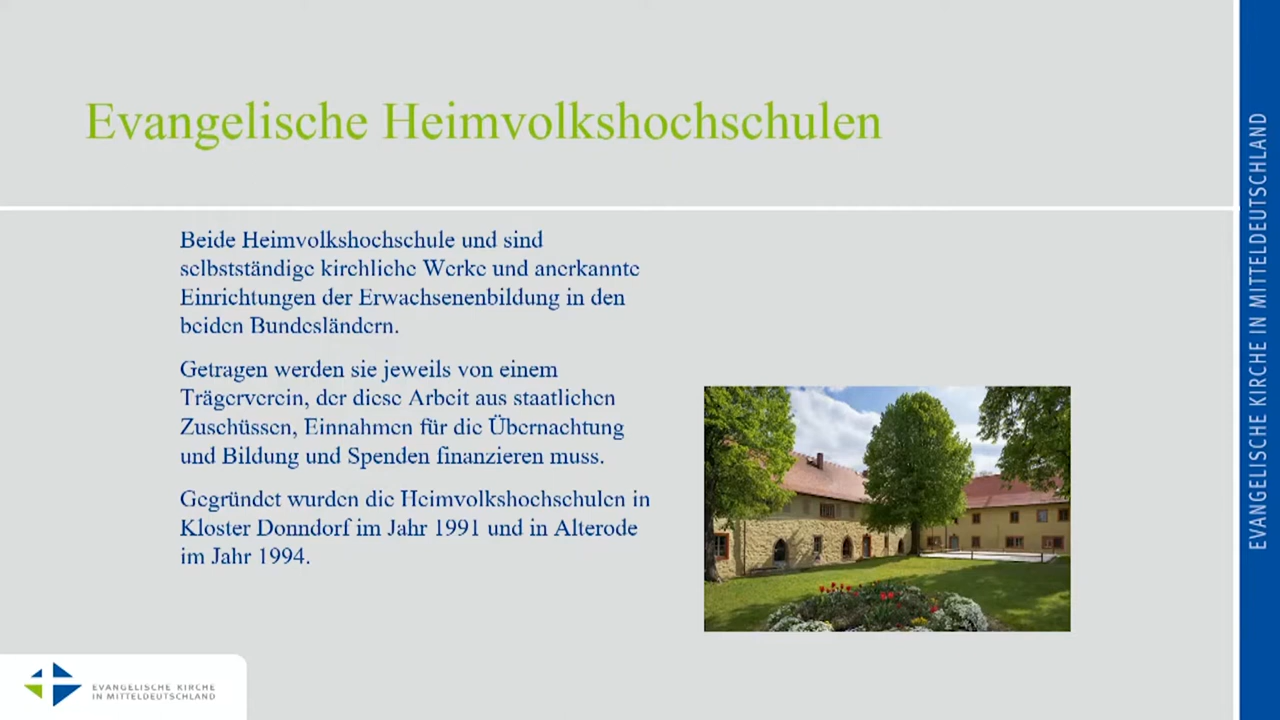 Evangelische Heimvolkshochschulen
Beide Heimvolkshochschule und sind
selbstständige kirchliche Werke und anerkannte
Einrichtungen der Erwachsenenbildung in den
beiden Bundesländern.
Getragen werden sie jeweils von einem
Trägerverein, der diese Arbeit aus staatlichen
Zuschüssen, Einnahmen für die Übernachtung
und Bildung und Spenden finanzieren muss.
Gegründet wurden die Heimvolkshochschulen in
Kloster Donndorf im Jahr 1991 und in Alterode
im Jahr 1994.
EVANGELISCHE KIRCHE
IN MITTELDEUTSCHLAND
EVANGELISCHE KIRCHE IN MITTELDEUTSCHLAND